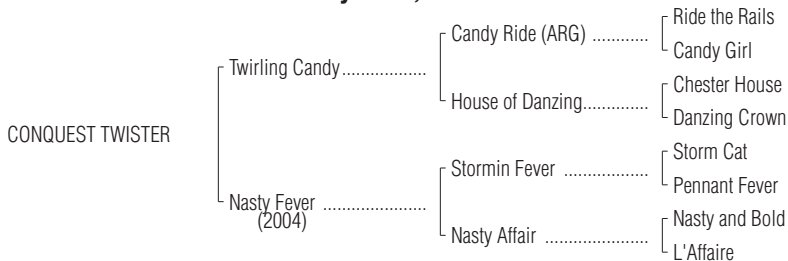 Ride the Rails
Candy Ride (ARG) ............
Candy Girl
Twirling Candy...................
Chester House
House of Danzing..............
Danzing Crown
CONQUEST TWISTER
Storm Cat
Stormin Fever ..................
Pennant Fever
Nasty Fever ......................
(2004)
Nasty and Bold
Nasty Affair ......................
L'Affaire